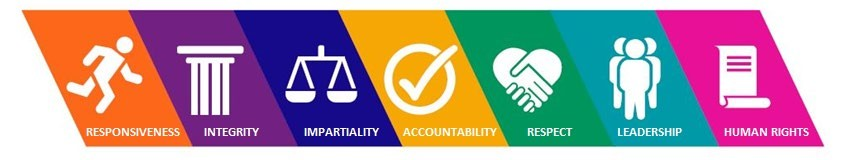 RESPONSIVENESS INTEGRITY IMPARTIALITY ACCOUNTABILITY RESPECT LEADERSHIP HUMAN RIGHTS